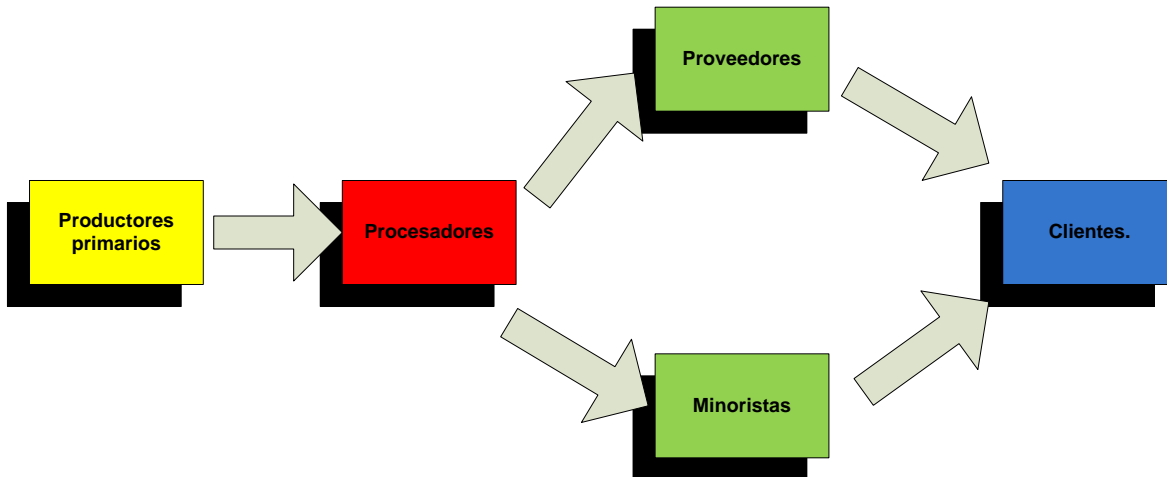 Proveedores
Productores
primarios
Procesadores
Clientes.
Minoristas